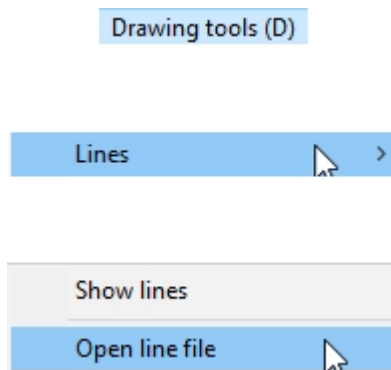 Drawing tools (D)
Lines
Show lines
Open line file